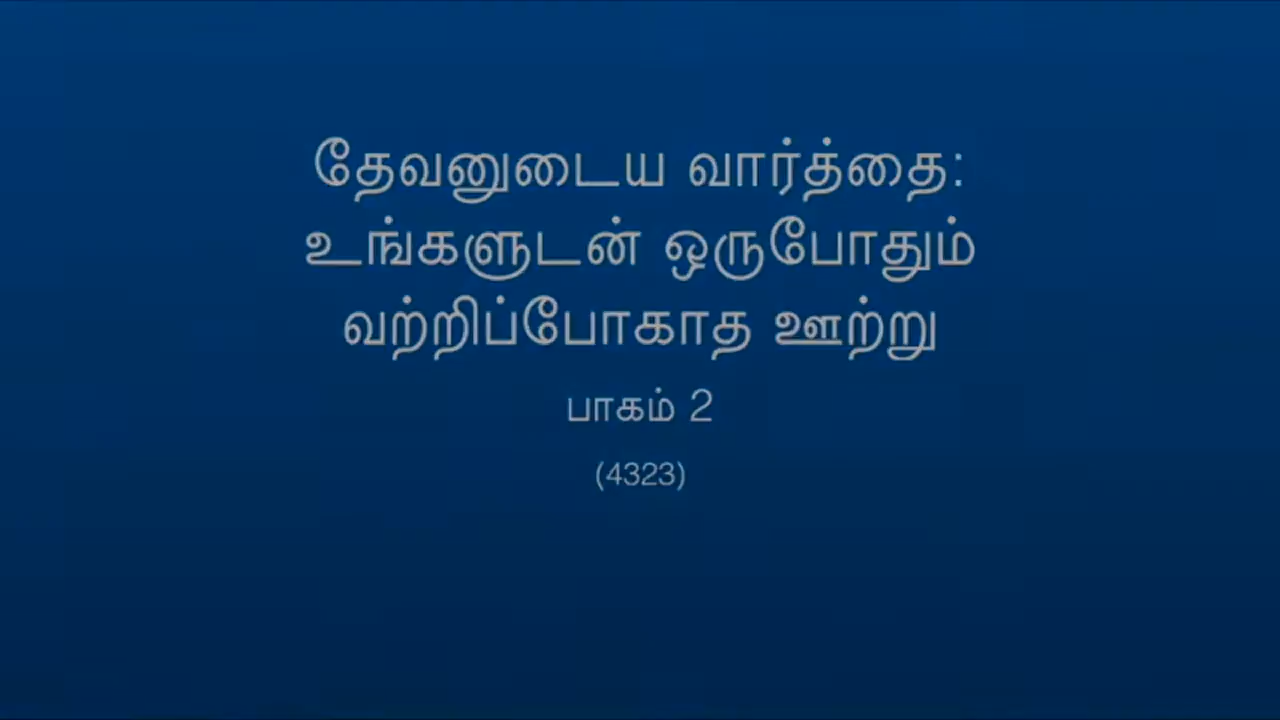 தேவனுடைய வார்த்தை:
உங்களுடன் ஒருபோதும்
வற்றிப்போகாத ஊற்று
பாகம் 2
(4323)